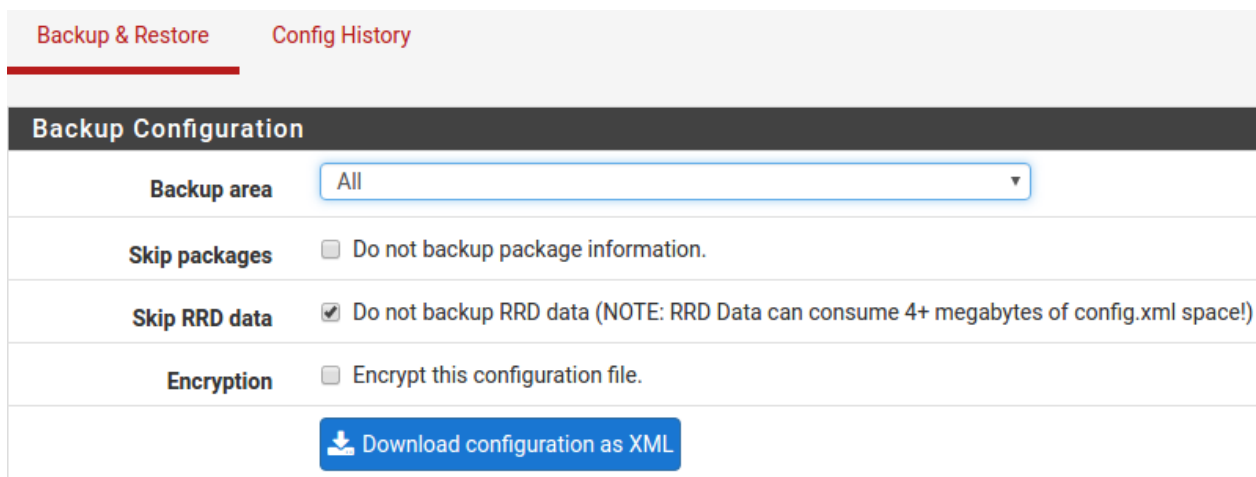 Backup & Restore Config History
Backup Configuration
Backup area All
Skip packages Do not backup package information.
Skip RRD data Do not backup RRD data (NOTE: RRD Data can consume 4+ megabytes of config.xml space!)
Encryption Encrypt this configuration file.
Download configuration as XML